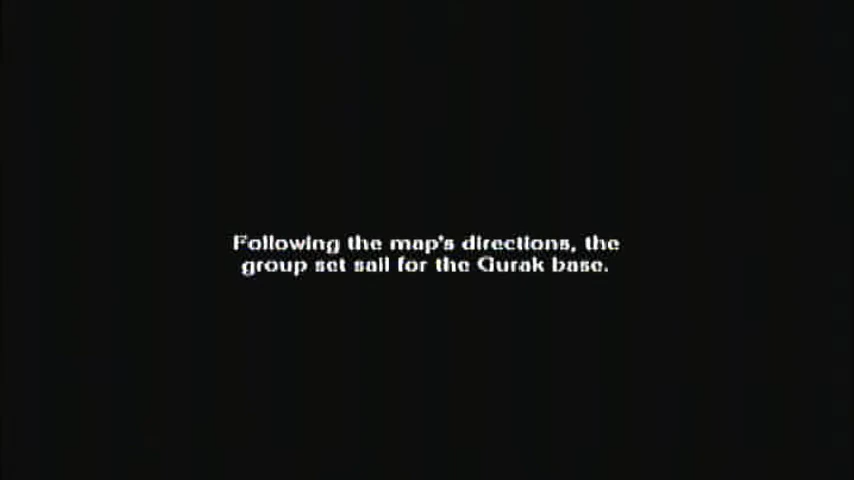 Following the map's directions, the
group set sail for the Gurak base.